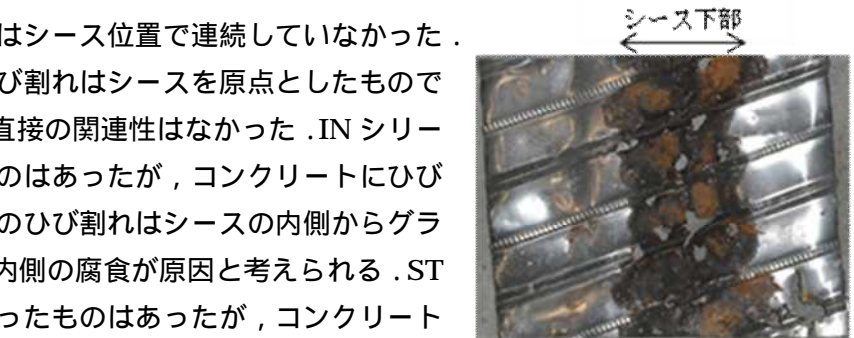 はシース位置で連続していなかった．
び割れはシースを原点としたもので
直接の関連性はなかった．IN シリー
のはあったが，コンクリートにひび
のひび割れはシースの内側からグラ
内側の腐食が原因と考えられる．ST
ったものはあったが，コンクリート
シース下部